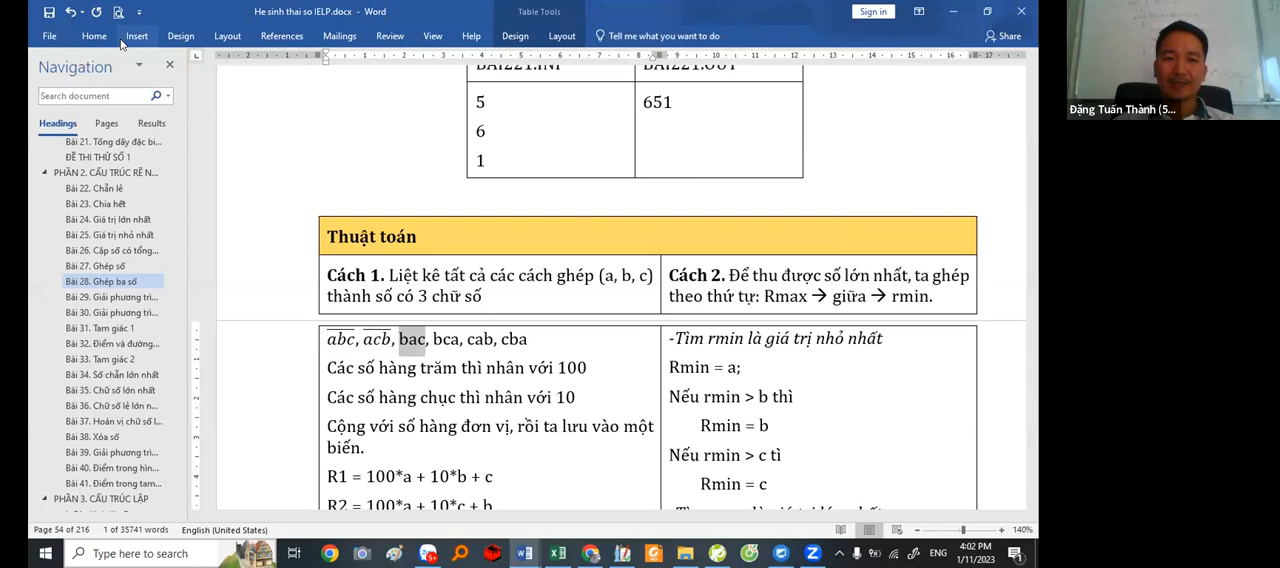 He sinh thai so IELP.docx - Word
Table Tools
Sign in
File
Home
Insert
Design
Layout
References
Mailings
Review
View
Help
Design
Layout
Tell me what you want to do
Share
Navigation
Search document
Headings
Pages
Results
Bài 21. Tổng dãy đặc bi...
ĐỀ THI THỬ SỐ 1
PHẦN 2. CẤU TRÚC RẼ N...
Bài 22. Chẵn lẻ
Bài 23. Chia hết
Bài 24. Giá trị lớn nhất
Bài 25. Giá trị nhỏ nhất
Bài 26. Cặp số có tổng...
Bài 27. Ghép số
Bài 28. Ghép ba số
Bài 29. Giải phương trì...
Bài 30. Giải phương trì...
Bài 31. Tam giác 1
Bài 32. Điểm và đường...
Bài 33. Tam giác 2
Bài 34. Số chẵn lớn nhất
Bài 35. Chữ số lớn nhất
Bài 36. Chữ số lẻ lớn n...
Bài 37. Hoán vị chữ số l...
Bài 38. Xóa số
Bài 39. Giải phương trì...
Bài 40. Điểm trong hìn...
Bài 41. Điểm trong tam...
PHẦN 3. CẤU TRÚC LẶP
BAI221.INP
BAI221.OUT
5
651
6
1
Thuật toán
Cách 1. Liệt kê tất cả các cách ghép (a, b, c)
thành số có 3 chữ số
Cách 2. Để thu được số lớn nhất, ta ghép
theo thứ tự: Rmax → giữa → rmin.
abc, acb, bac, bca, cab, cba
Các số hàng trăm thì nhân với 100
Các số hàng chục thì nhân với 10
Cộng với số hàng đơn vị, rồi ta lưu vào một
biến.
R1 = 100*a + 10*b + c
R2 = 100*a + 10*c + b
-Tìm rmin là giá trị nhỏ nhất
Rmin = a;
Nếu rmin > b thì
Rmin = b
Nếu rmin > c tì
Rmin = c
Đặng Tuấn Thành (5...
Page 54 of 216
1 of 35741 words
English (United States)
140%
Type here to search
ENG
4:02 PM
1/11/2023